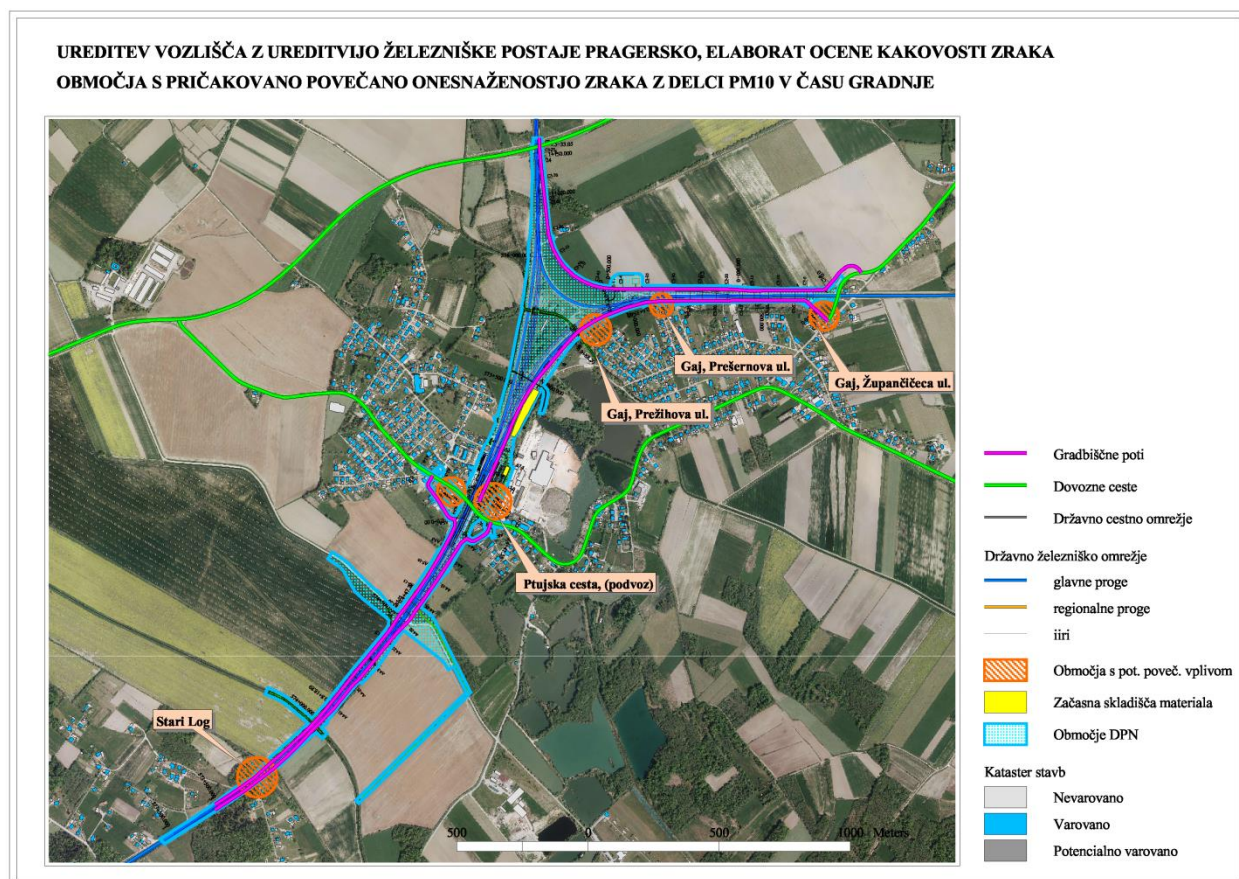 UREDITEV VOZLIŠČA Z UREDITVIJO ŽELEZNIŠKE POSTAJE PRAGERSKO, ELABORAT OCENE KAKOVOSTI ZRAKA
OBMOČJA S PRIČAKOVANO POVEČANO ONESNAŽENOSTJO ZRAKA Z DELCI PM10 V ČASU GRADNJE
Gaj, Prešernova ul.
Gaj, Župančičeca ul.
Gaj, Prežihova ul.
Ptujska cesta, (podvoz)
Stari Log
500 0 500 1000 Meters
Gradbiščne poti
Dovozne ceste
Državno cestno omrežje
Državno železniško omrežje
glavne proge
regionalne proge
iiri
Območja s pot. poveč. vplivom
Začasna skladišča materiala
Območje DPN
Kataster stavb
Nevarovano
Varovano
Potencialno varovano